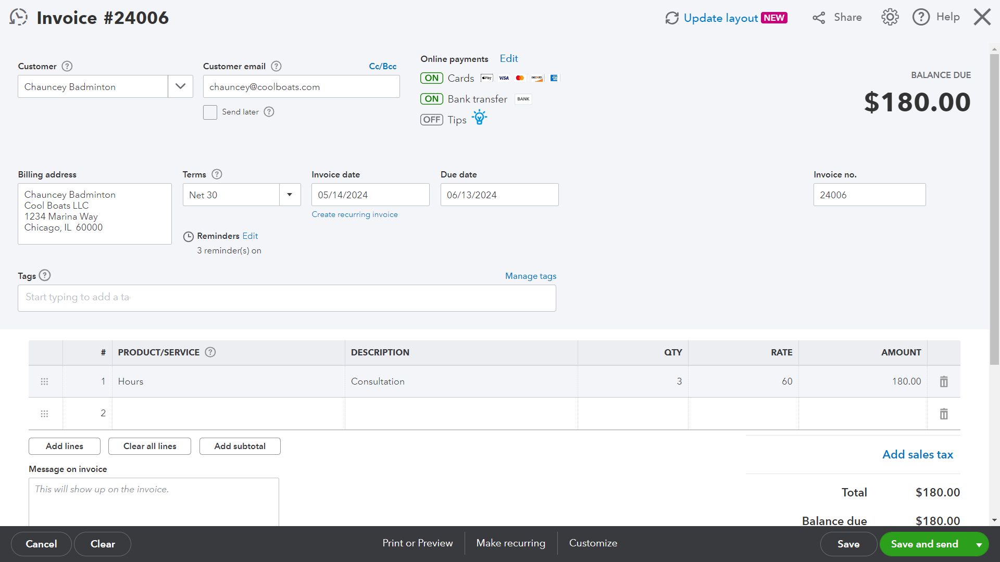 Invoice #24006
Update layout NEW
Share
Help
Customer
Chauncey Badminton
Customer email
Cc/Bcc
chauncey@coolboats.com
Send later
Online payments Edit
ON Cards Pay VISA DISCOVER
ON Bank transfer BANK
OFF Tips
BALANCE DUE
$180.00
Billing address
Chauncey Badminton
Cool Boats LLC
1234 Marina Way
Chicago, IL 60000
Terms
Net 30
Invoice date
05/14/2024
Create recurring invoice
Due date
06/13/2024
Invoice no.
24006
Reminders Edit
3 reminder(s) on
Tags
Manage tags
Start typing to add a ta
# PRODUCT/SERVICE DESCRIPTION QTY RATE AMOUNT
1 Hours Consultation 3 60 180.00
2
Add lines Clear all lines Add subtotal
Add sales tax
Message on invoice
This will show up on the invoice.
Total $180.00
Balance due $180.00
Cancel Clear Print or Preview Make recurring Customize Save Save and send